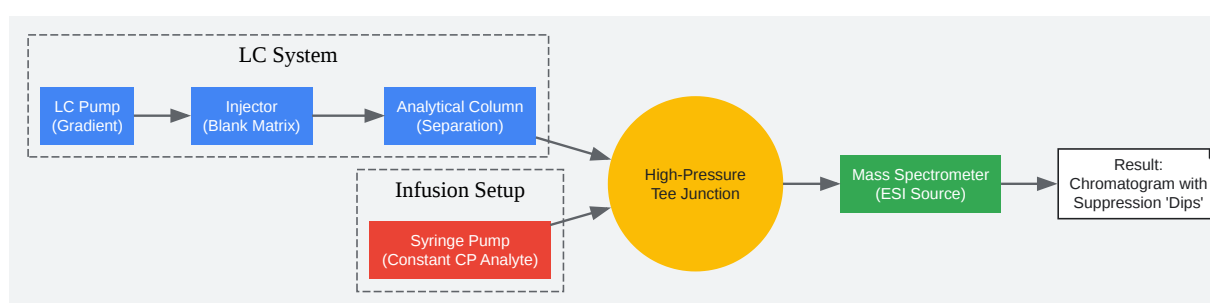 LC System
LC Pump
(Gradient)
Injector
(Blank Matrix)
Analytical Column
(Separation)
Infusion Setup
Syringe Pump
(Constant CP Analyte)
High-Pressure
Tee Junction
Mass Spectrometer
(ESI Source)
Result:
Chromatogram with
Suppression 'Dips'